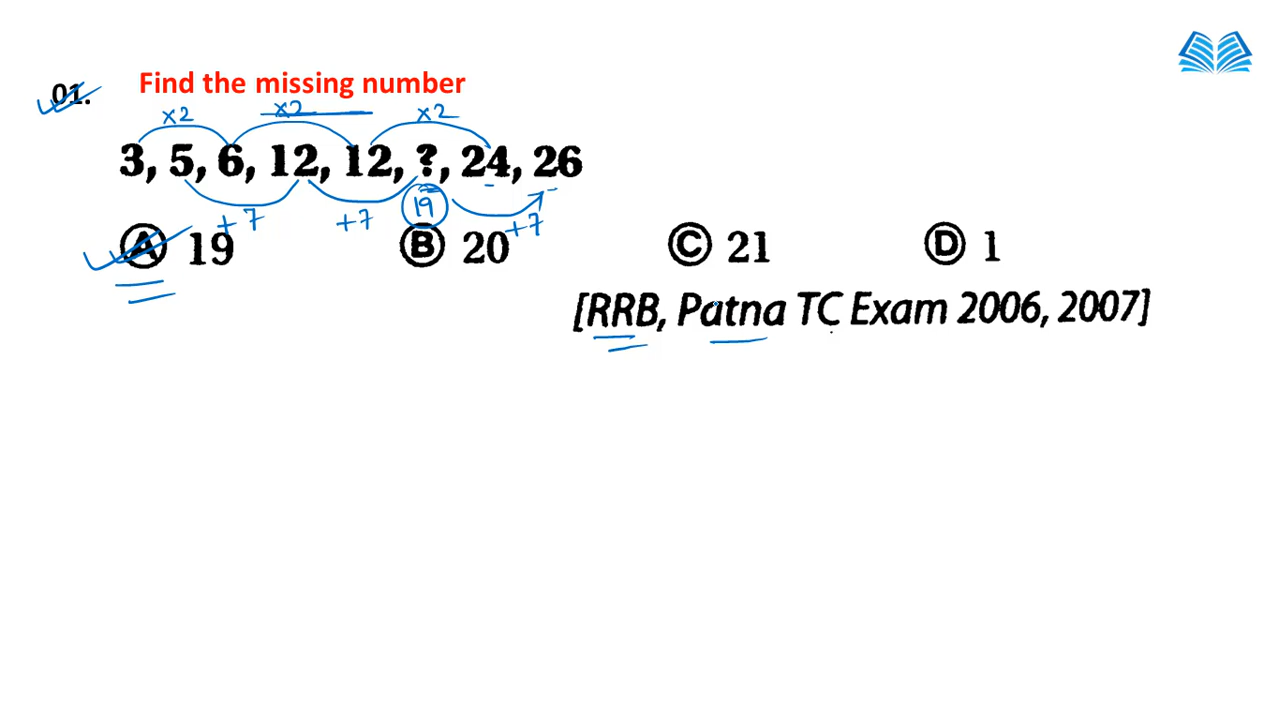 01. Find the missing number
×2 ×2 ×2
3, 5, 6, 12, 12, ?, 24, 26
+7 +7 19 +7
Ⓐ 19 Ⓑ 20 Ⓒ 21 Ⓓ 1
[RRB, Patna TC Exam 2006, 2007]